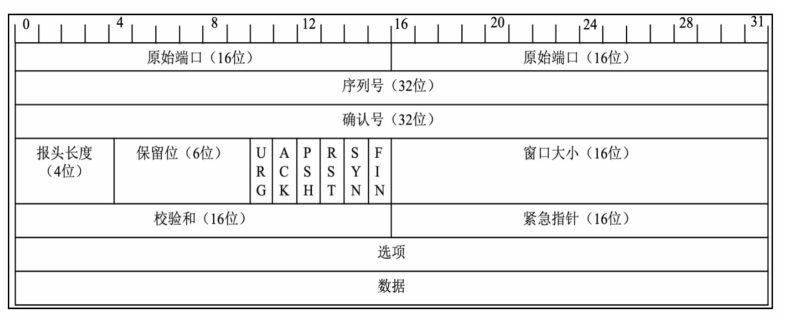 0 4 8 12 16 20 24 28 31
原始端口（16位） 原始端口（16位）
序列号（32位）
确认号（32位）
报头长度（4位） 保留位（6位） URG ACK PSH RST SYN FIN 窗口大小（16位）
校验和（16位） 紧急指针（16位）
选项
数据